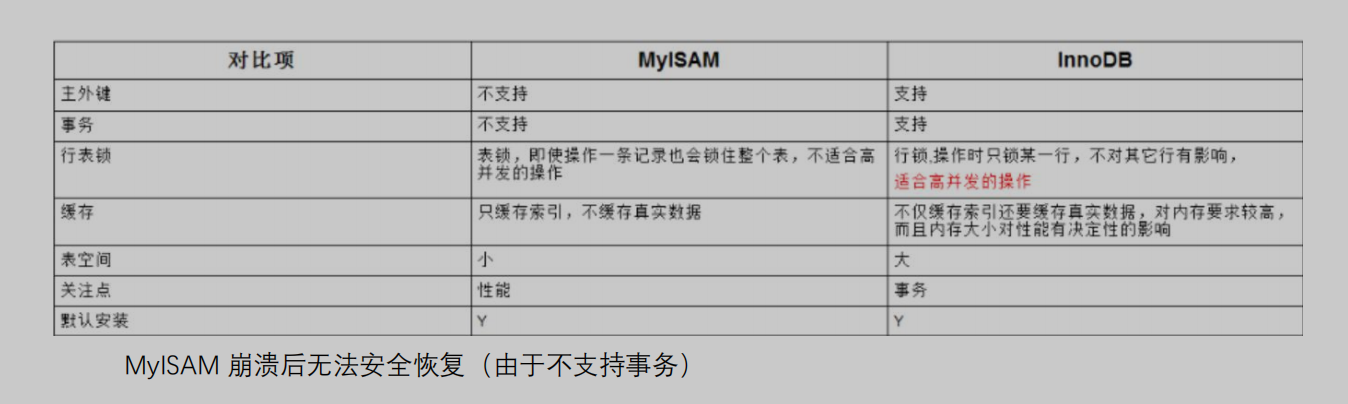 对比项 MyISAM InnoDB
主外键 不支持 支持
事务 不支持 支持
行表锁 表锁，即使操作一条记录也会锁住整个表，不适合高 行锁,操作时只锁某一行，不对其它行有影响，
并发的操作 适合高并发的操作
缓存 只缓存索引，不缓存真实数据 不仅缓存索引还要缓存真实数据，对内存要求较高，
而且内存大小对性能有决定性的影响
表空间 小 大
关注点 性能 事务
默认安装 Y Y
MyISAM 崩溃后无法安全恢复（由于不支持事务）